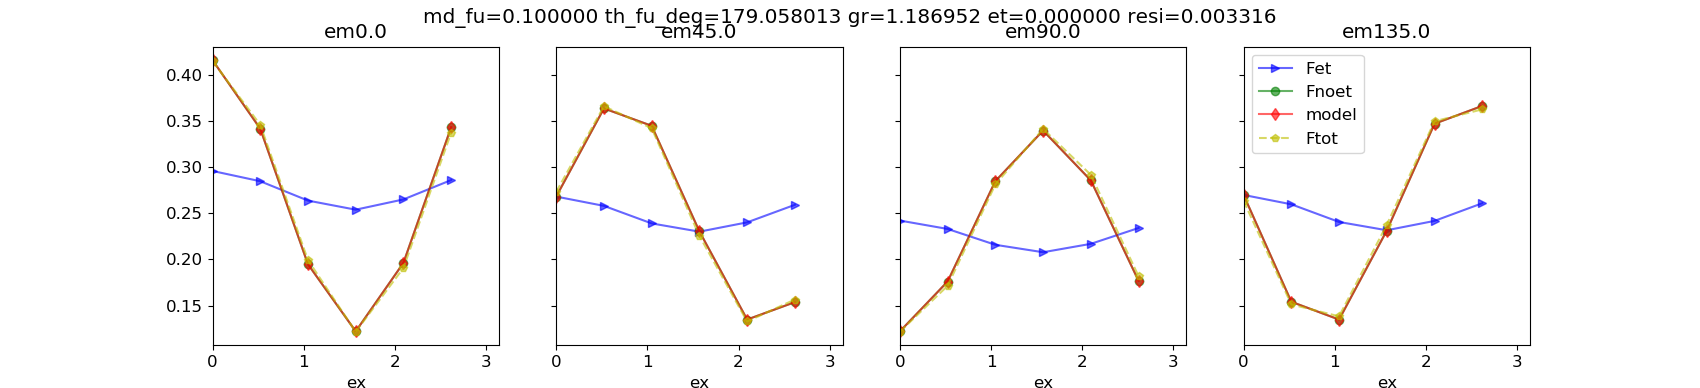 md_fu=0.100000 th_fu_deg=179.058013 gr=1.186952 et=0.000000 resi=0.003316
em0.0 em45.0 em90.0 em135.0
0.40
0.35
0.30
0.25
0.20
0.15
Fet
Fnoet
model
Ftot
0 1 2 3 0 1 2 3 0 1 2 3 0 1 2 3
ex ex ex ex